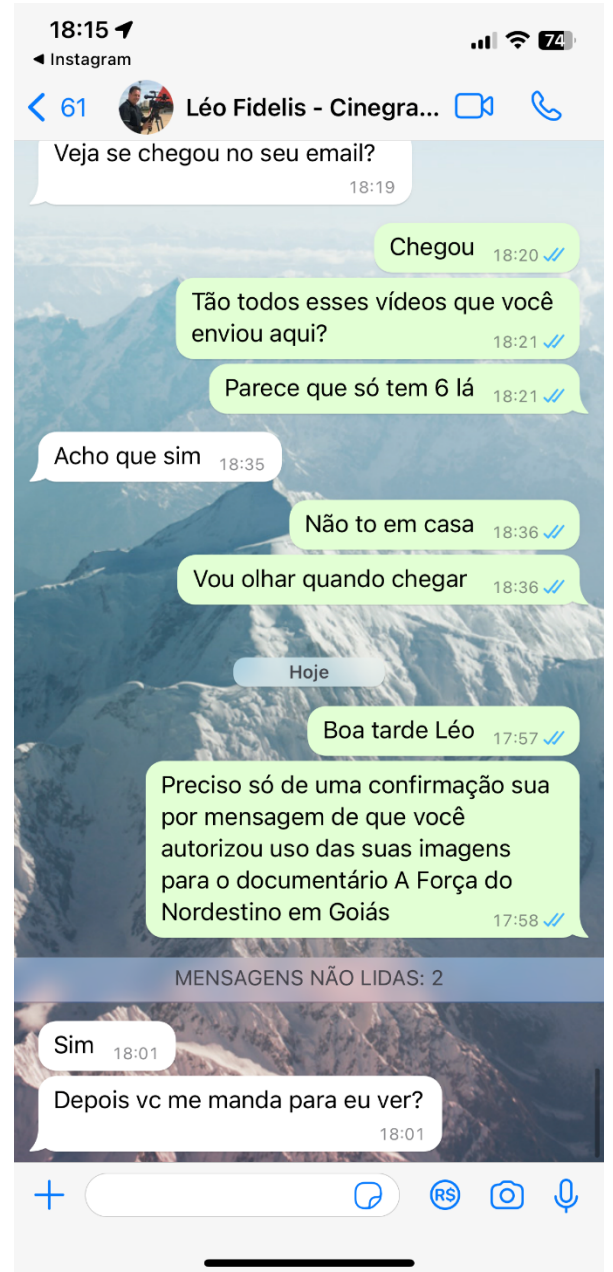 18:15
◀ Instagram
74
61
Léo Fidelis - Cinegra...
Veja se chegou no seu email?
18:19
Chegou 18:20
Tão todos esses vídeos que você
enviou aqui? 18:21
Parece que só tem 6 lá 18:21
Acho que sim 18:35
Não to em casa 18:36
Vou olhar quando chegar 18:36
Hoje
Boa tarde Léo 17:57
Preciso só de uma confirmação sua
por mensagem de que você
autorizou uso das suas imagens
para o documentário A Força do
Nordestino em Goiás 17:58
MENSAGENS NÃO LIDAS: 2
Sim 18:01
Depois vc me manda para eu ver?
18:01
R$